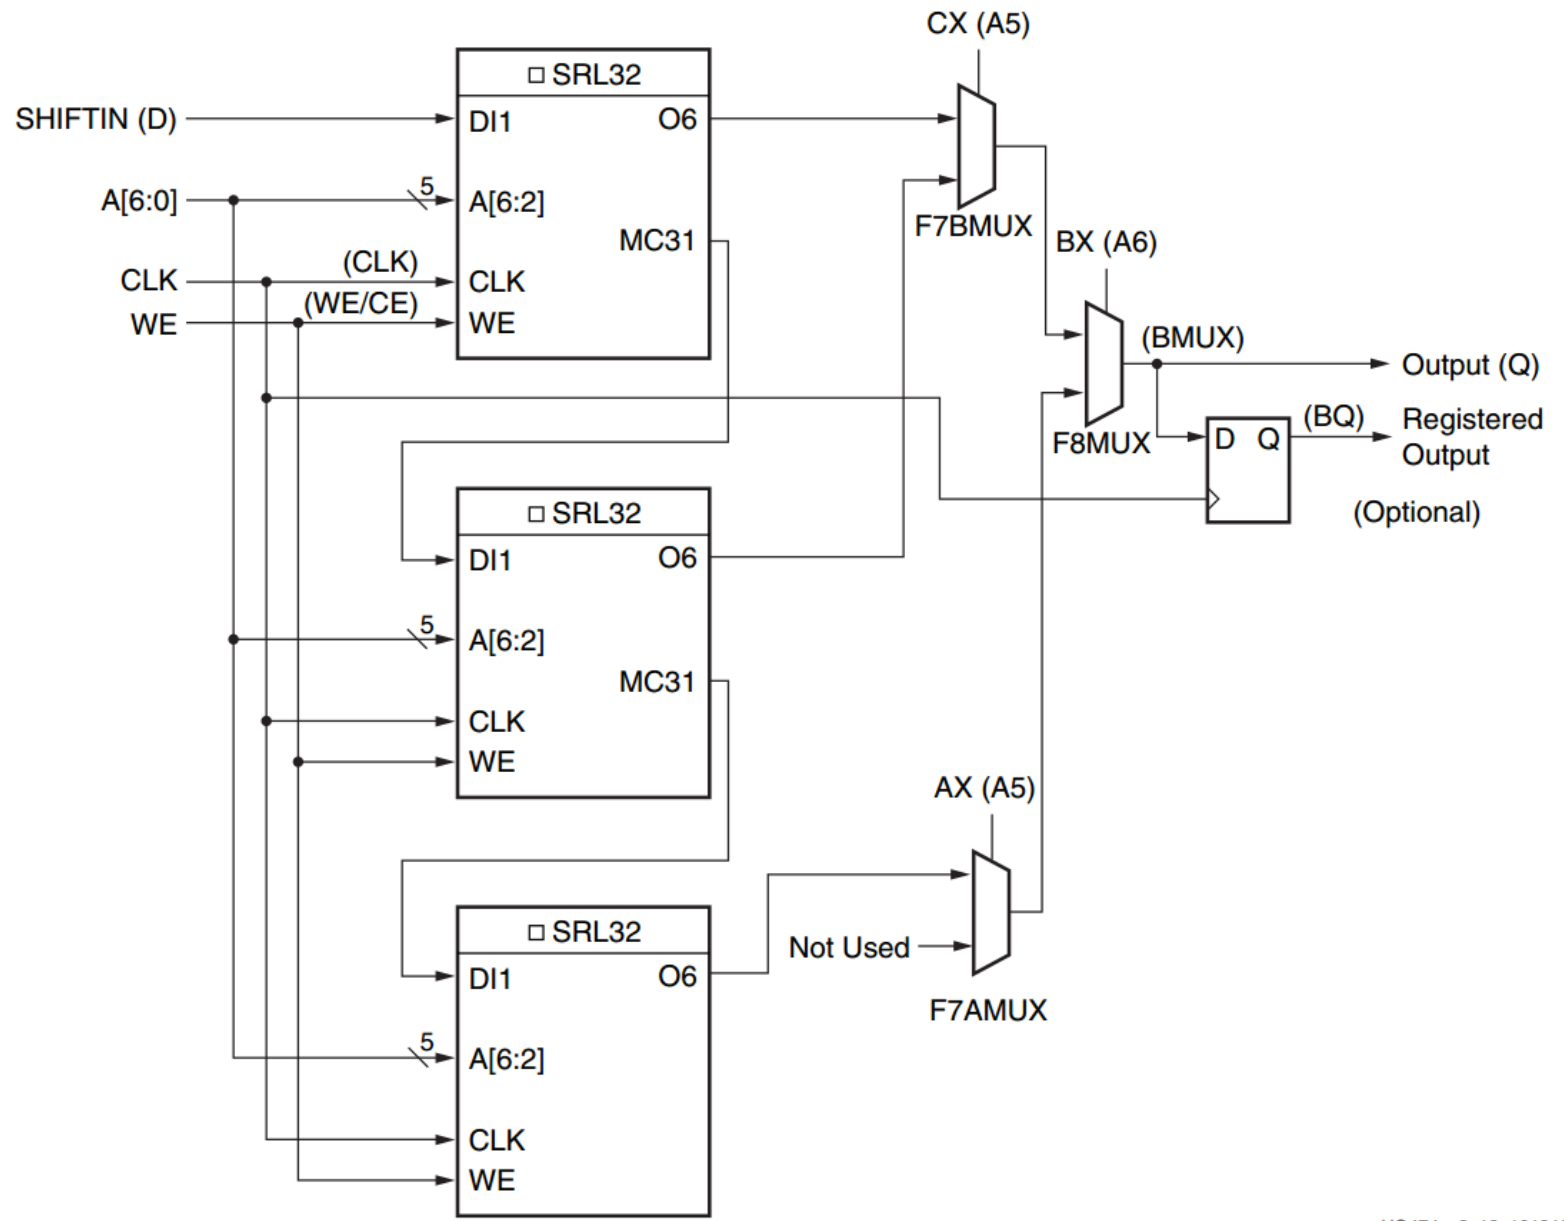 CX (A5)
□ SRL32
SHIFTIN (D)
DI1
O6
A[6:0]
5
A[6:2]
F7BMUX
MC31
BX (A6)
CLK
(CLK)
CLK
WE
(WE/CE)
WE
(BMUX)
Output (Q)
F8MUX
D Q
(BQ)
Registered
Output
(Optional)
□ SRL32
DI1
O6
5
A[6:2]
MC31
CLK
WE
AX (A5)
□ SRL32
Not Used
DI1
O6
F7AMUX
5
A[6:2]
CLK
WE